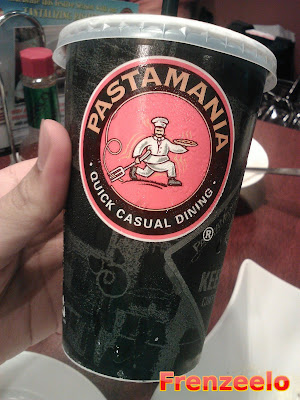 PASTAMANIA
· QUICK CASUAL DINING ·
®
Frenzeelo